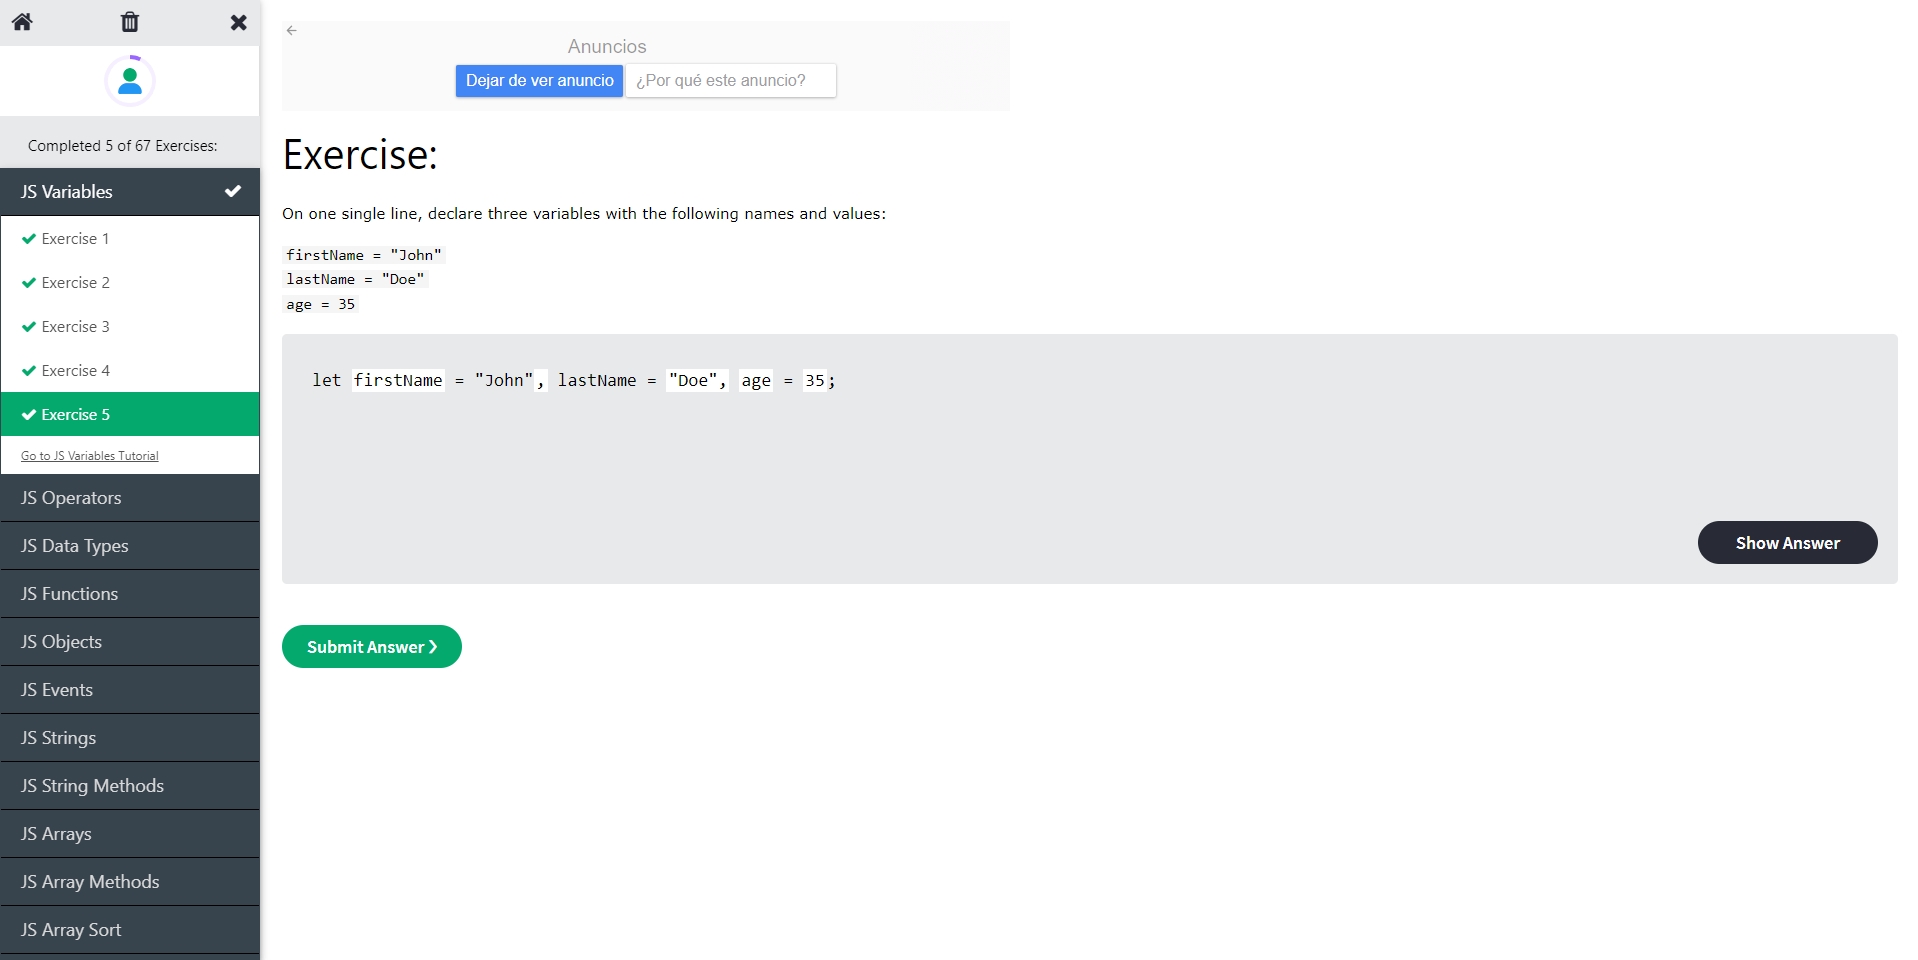 Completed 5 of 67 Exercises:
JS Variables
Exercise 1
Exercise 2
Exercise 3
Exercise 4
Exercise 5
Go to JS Variables Tutorial
JS Operators
JS Data Types
JS Functions
JS Objects
JS Events
JS Strings
JS String Methods
JS Arrays
JS Array Methods
JS Array Sort
Anuncios
Dejar de ver anuncio ¿Por qué este anuncio?
Exercise:
On one single line, declare three variables with the following names and values:
firstName = "John"
lastName = "Doe"
age = 35
let firstName = "John", lastName = "Doe", age = 35;
Show Answer
Submit Answer ❯